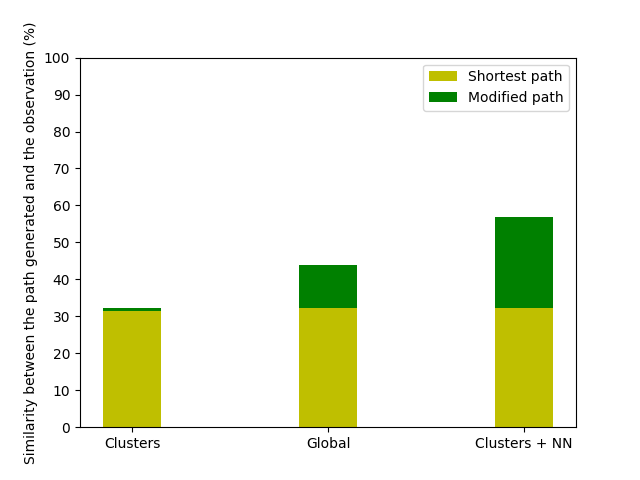 Similarity between the path generated and the observation (%)
100
90
80
70
60
50
40
30
20
10
0
Shortest path
Modified path
Clusters
Global
Clusters + NN